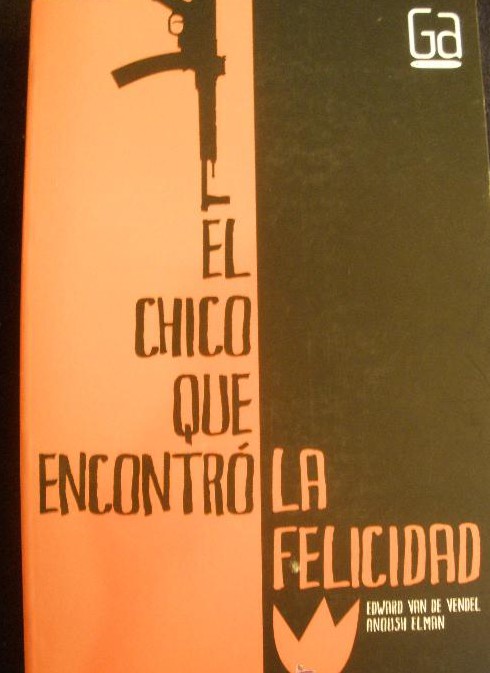 Ga
EL
CHICO
QUE
ENCONTRÓ LA
FELICIDAD
EDWARD VAN DE VENDEL
ANOUSH ELMAN